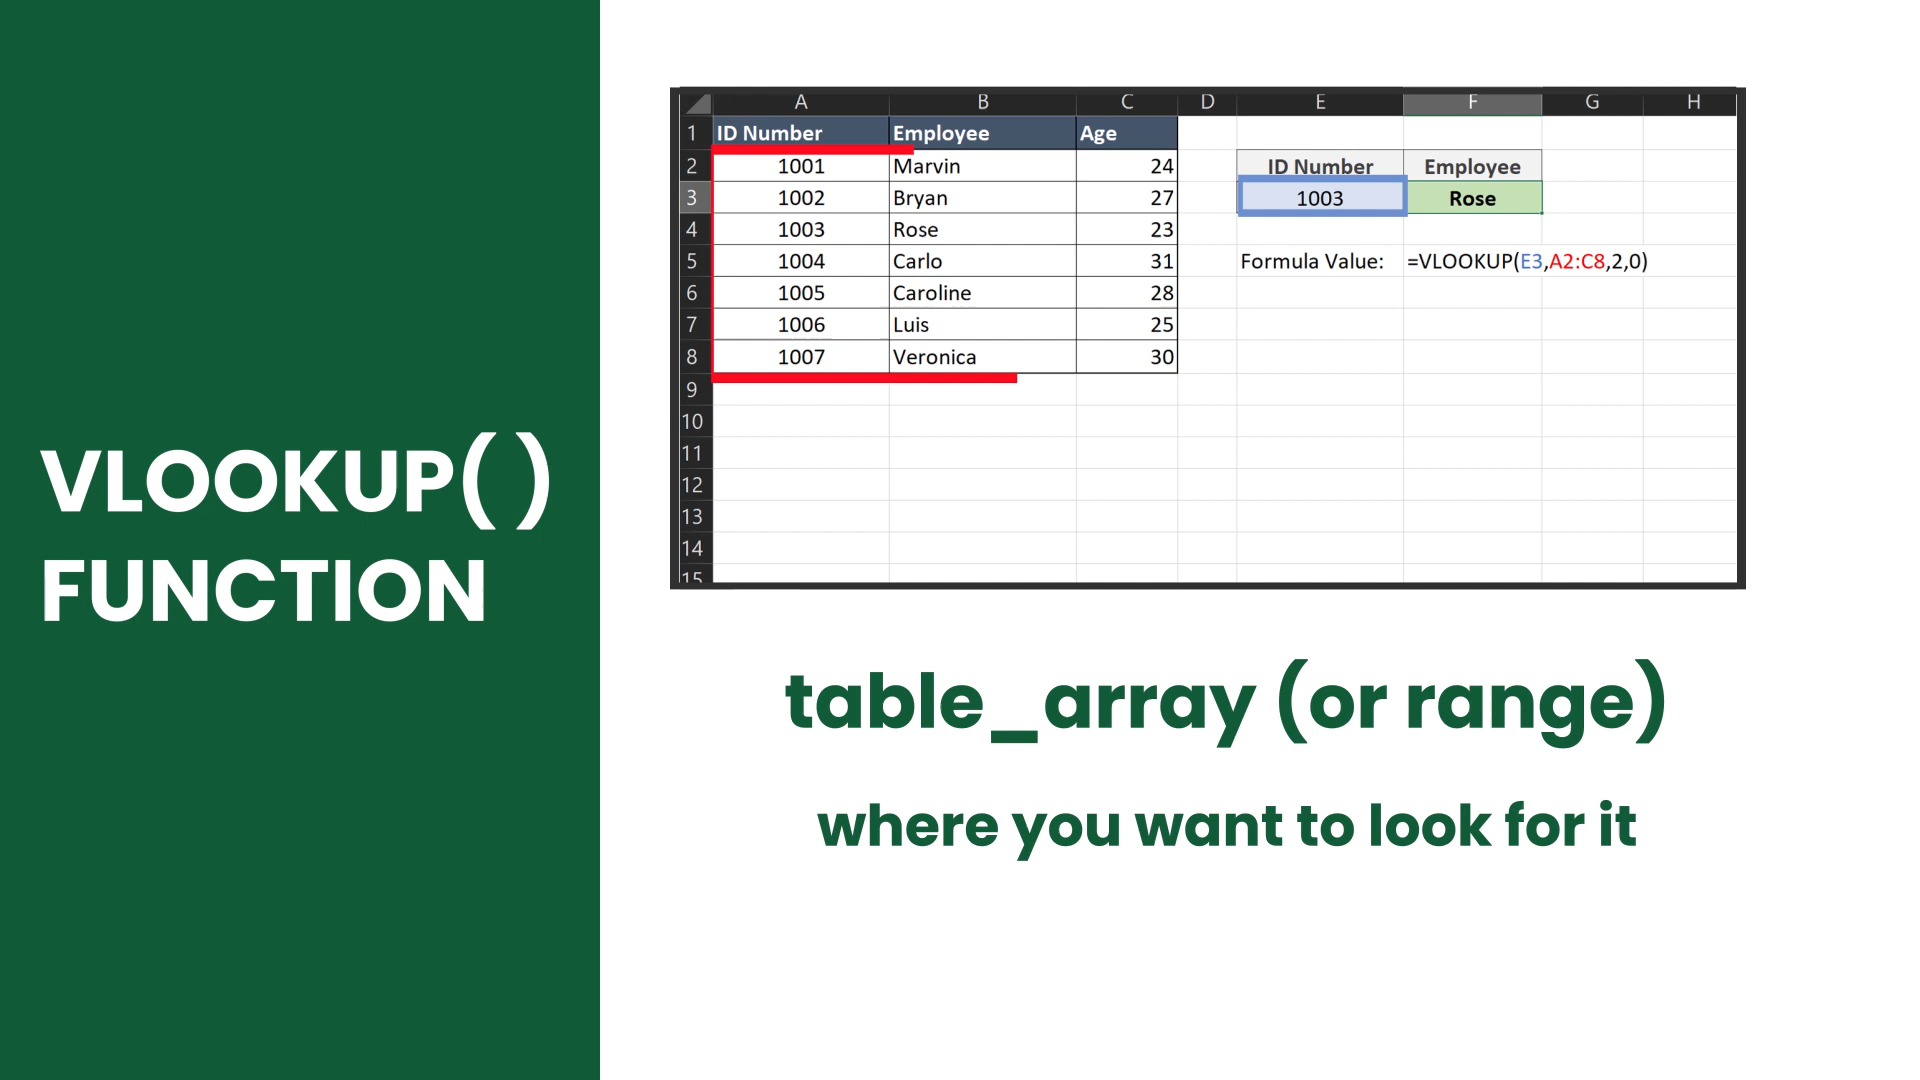 VLOOKUP( )
FUNCTION
A B C D E F G H
1 ID Number Employee Age
2 1001 Marvin 24 ID Number Employee
3 1002 Bryan 27 1003 Rose
4 1003 Rose 23
5 1004 Carlo 31 Formula Value: =VLOOKUP(E3,A2:C8,2,0)
6 1005 Caroline 28
7 1006 Luis 25
8 1007 Veronica 30
9
10
11
12
13
14
15
table_array (or range)
where you want to look for it